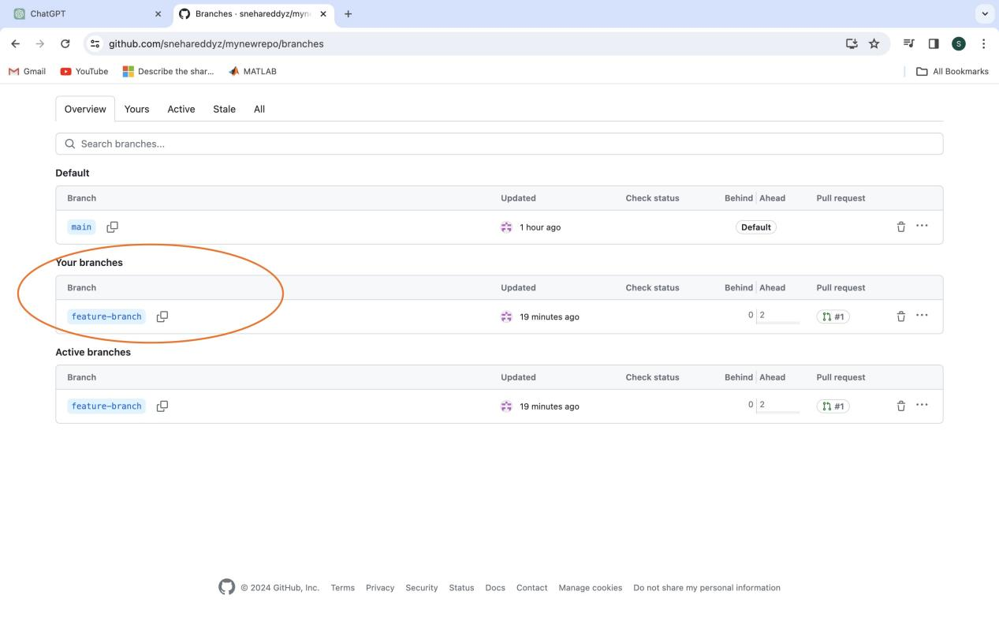 ChatGPT
Branches · snehareddyz/myn
github.com/snehareddyz/mynewrepo/branches
S
Gmail YouTube Describe the shar... MATLAB All Bookmarks
Overview Yours Active Stale All
Search branches...
Default
Branch Updated Check status Behind Ahead Pull request
main 1 hour ago Default
Your branches
Branch Updated Check status Behind Ahead Pull request
feature-branch 19 minutes ago 0 2 #1
Active branches
Branch Updated Check status Behind Ahead Pull request
feature-branch 19 minutes ago 0 2 #1
© 2024 GitHub, Inc. Terms Privacy Security Status Docs Contact Manage cookies Do not share my personal information